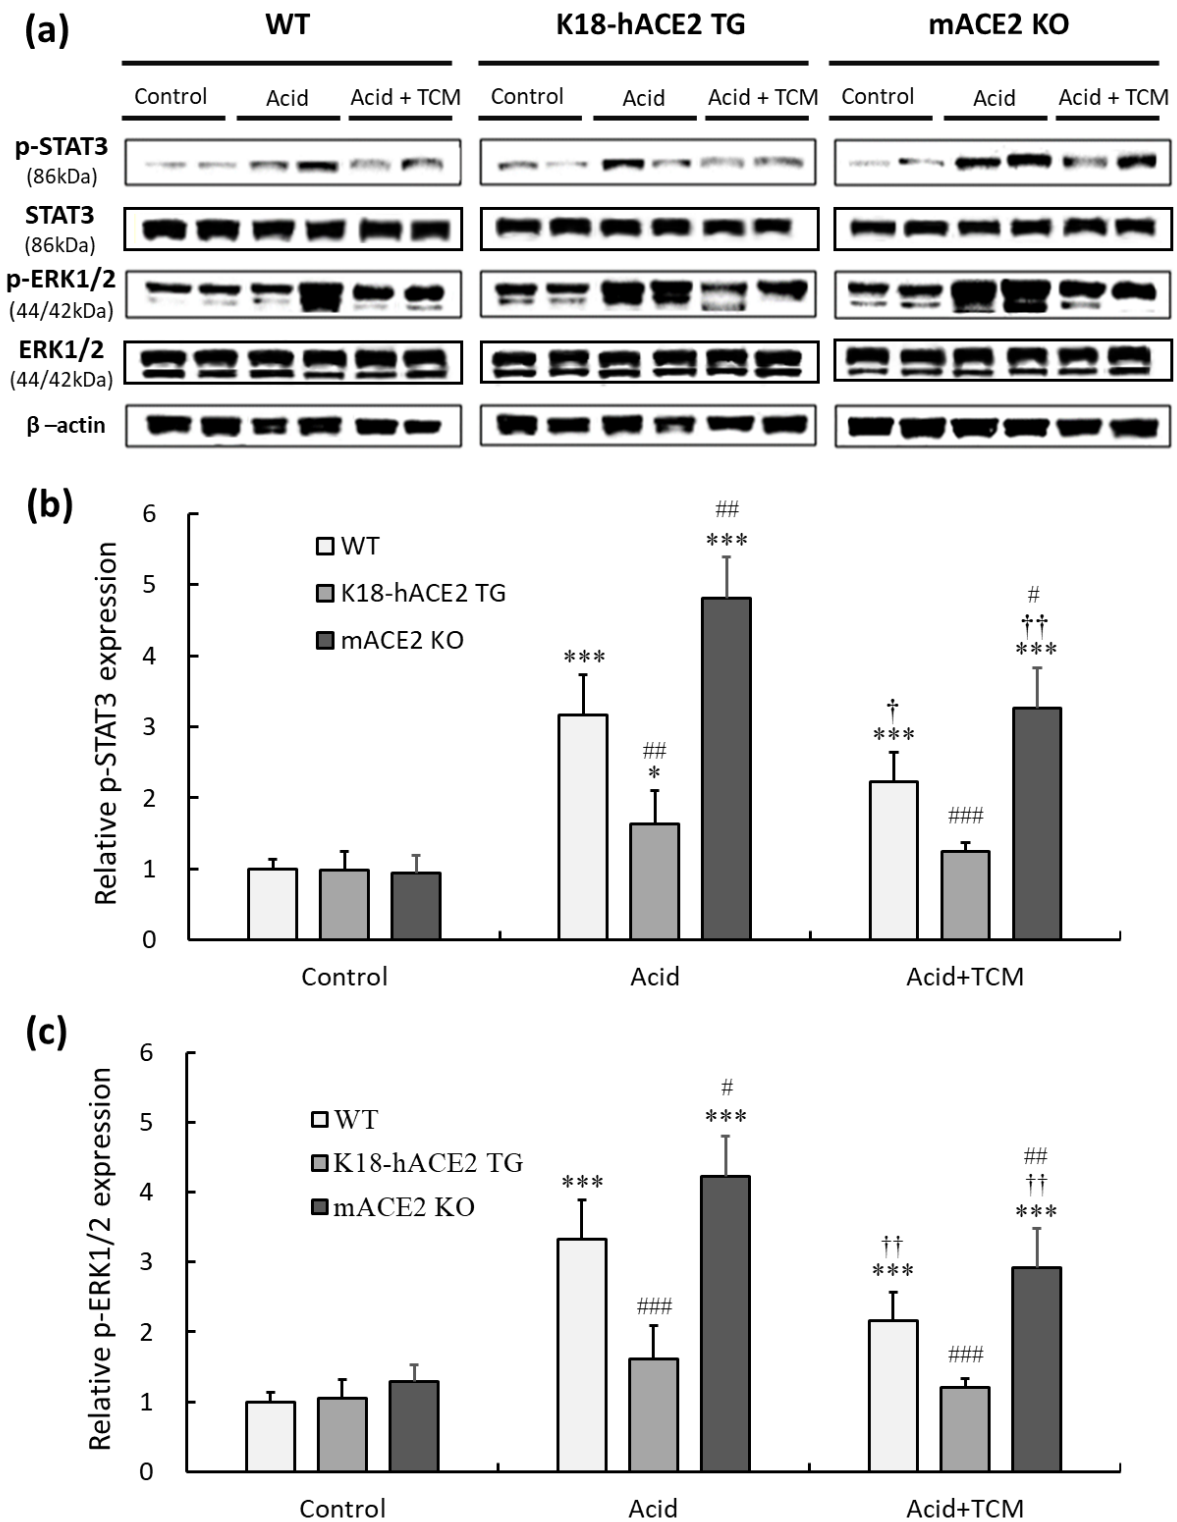 (a) WT K18-hACE2 TG mACE2 KO
Control Acid Acid + TCM Control Acid Acid + TCM Control Acid Acid + TCM
p-STAT3
(86kDa)
STAT3
(86kDa)
p-ERK1/2
(44/42kDa)
ERK1/2
(44/42kDa)
β –actin
(b)
Relative p-STAT3 expression
6
5
4
3
2
1
0
WT
K18-hACE2 TG
mACE2 KO
***
##
*
##
***
†
***
###
#
††
***
Control Acid Acid+TCM
(c)
Relative p-ERK1/2 expression
6
5
4
3
2
1
0
WT
K18-hACE2 TG
mACE2 KO
***
###
#
***
††
***
###
##
††
***
Control Acid Acid+TCM